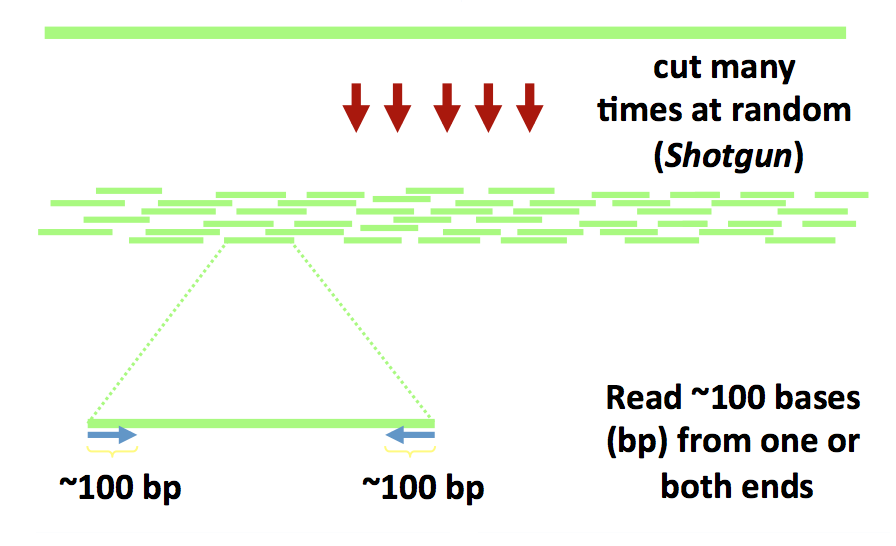 cut many
times at random
(Shotgun)
Read ~100 bases
(bp) from one or
both ends
~100 bp
~100 bp